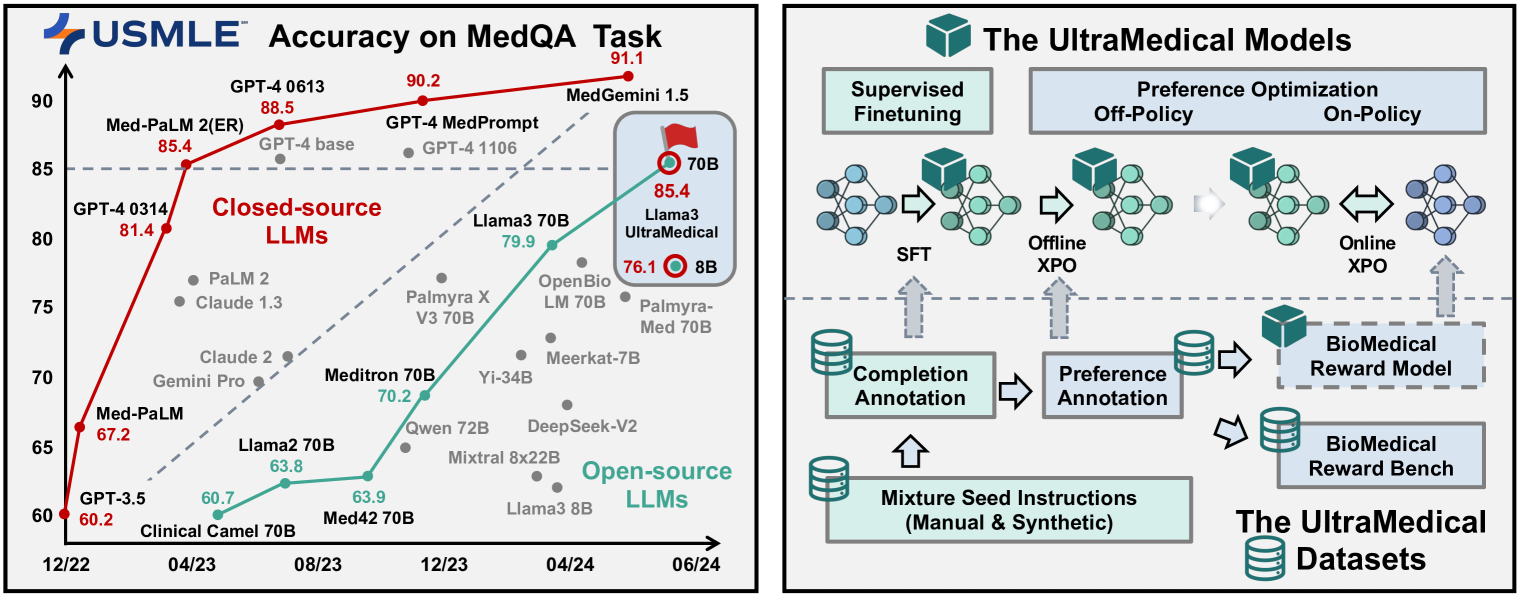 USMLE
Accuracy on MedQA Task
90
85
80
75
70
65
60
12/22
04/23
08/23
12/23
04/24
06/24
GPT-3.5
60.2
Med-PaLM
67.2
GPT-4 0314
81.4
Med-PaLM 2(ER)
85.4
GPT-4 0613
88.5
90.2
GPT-4 MedPrompt
91.1
MedGemini 1.5
GPT-4 base
GPT-4 1106
Closed-source
LLMs
PaLM 2
Claude 1.3
Claude 2
Gemini Pro
Palmyra X
V3 70B
OpenBio
LM 70B
Palmyra-
Med 70B
Meerkat-7B
Yi-34B
DeepSeek-V2
Qwen 72B
Mixtral 8x22B
Llama3 8B
60.7
Clinical Camel 70B
Llama2 70B
63.8
63.9
Med42 70B
Meditron 70B
70.2
Llama3 70B
79.9
70B
85.4
Llama3
UltraMedical
76.1
8B
Open-source
LLMs
The UltraMedical Models
Supervised
Finetuning
Preference Optimization
Off-Policy
On-Policy
SFT
Offline
XPO
Online
XPO
Completion
Annotation
Preference
Annotation
BioMedical
Reward Model
BioMedical
Reward Bench
Mixture Seed Instructions
(Manual & Synthetic)
The UltraMedical
Datasets